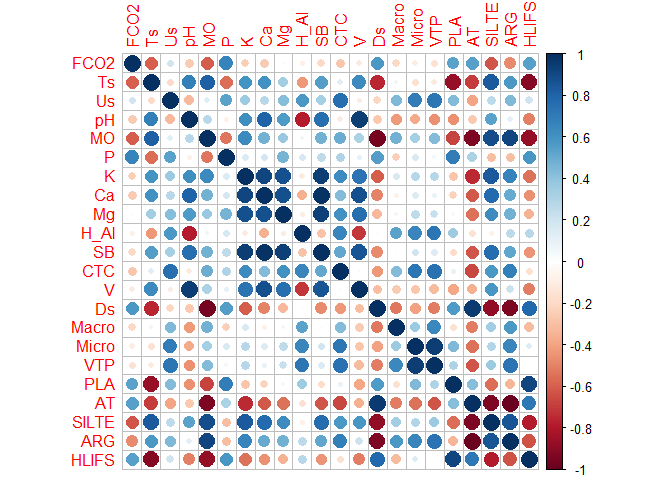 FCO2 Ts Us pH MO P K Ca Mg H_Al SB CTC V Ds Macro Micro VTP PLA AT SILTE ARG HLIFS
FCO2
Ts
Us
pH
MO
P
K
Ca
Mg
H_Al
SB
CTC
V
Ds
Macro
Micro
VTP
PLA
AT
SILTE
ARG
HLIFS
1
0.8
0.6
0.4
0.2
0
-0.2
-0.4
-0.6
-0.8
-1